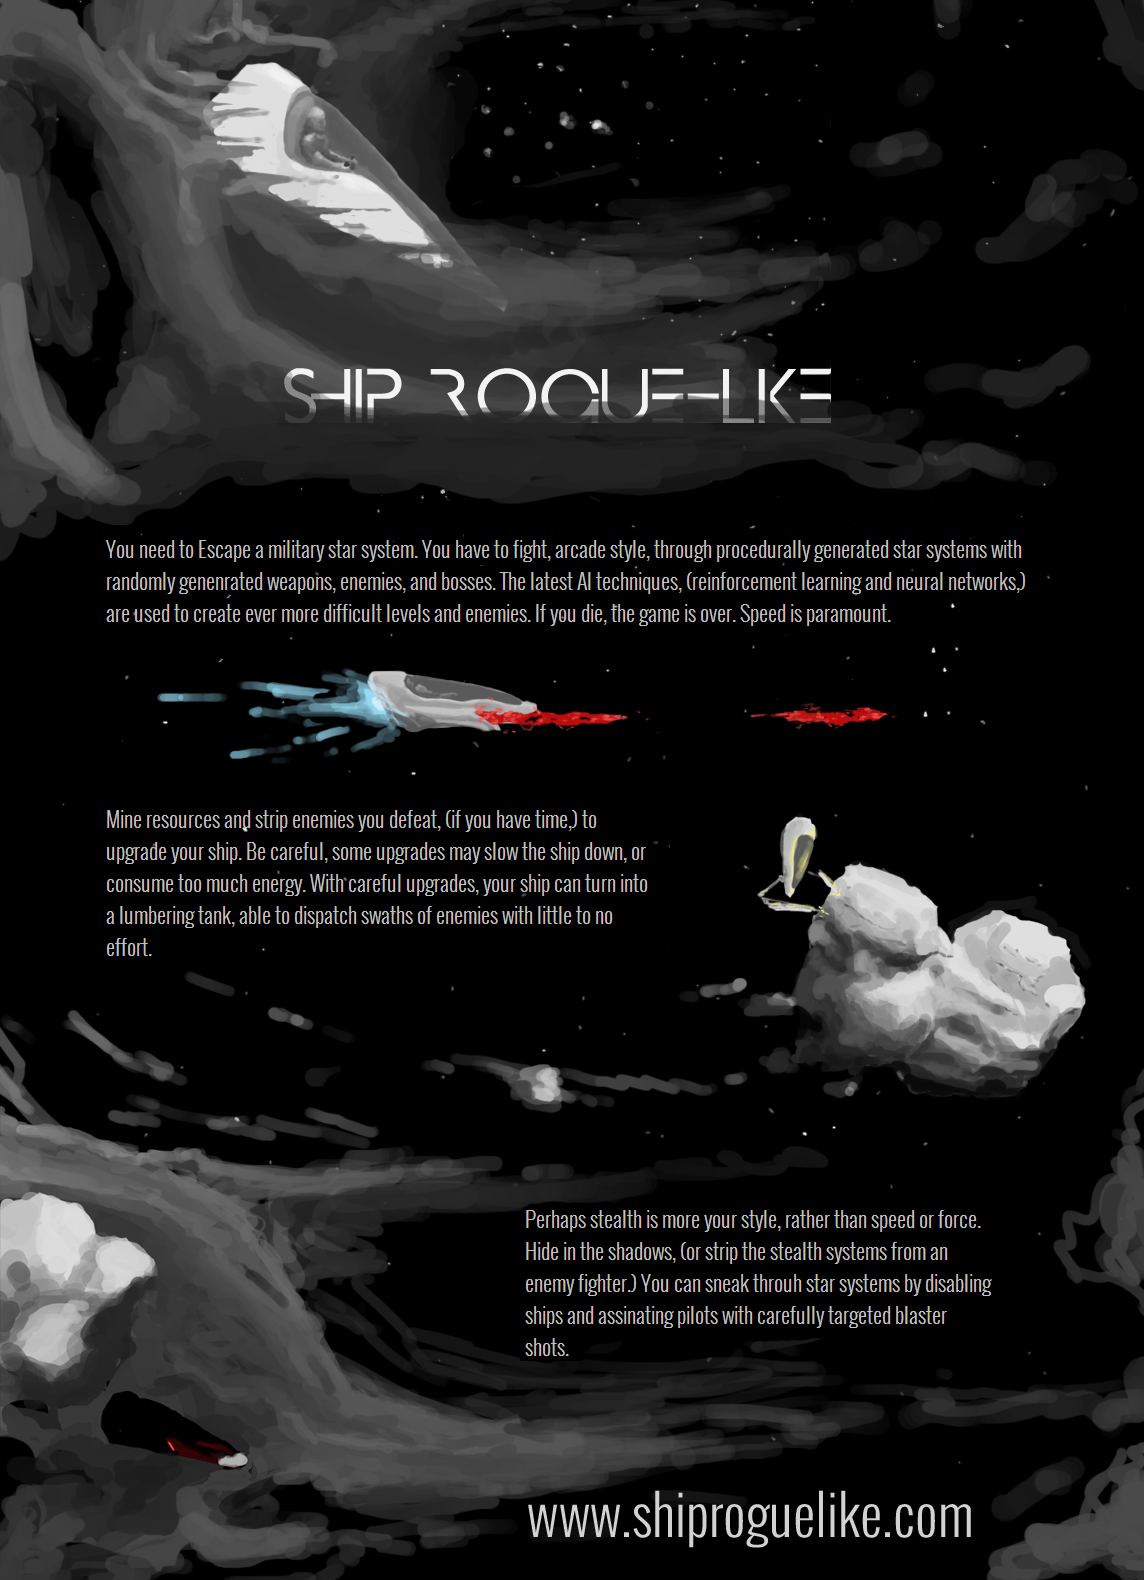 SHIP ROGUE-LIKE
You need to Escape a military star system. You have to fight, arcade style, through procedurally generated star systems with
randomly genenrated weapons, enemies, and bosses. The latest AI techniques, (reinforcement learning and neural networks,)
are used to create ever more difficult levels and enemies. If you die, the game is over. Speed is paramount.
Mine resources and strip enemies you defeat, (if you have time,) to
upgrade your ship. Be careful, some upgrades may slow the ship down, or
consume too much energy. With careful upgrades, your ship can turn into
a lumbering tank, able to dispatch swaths of enemies with little to no
effort.
Perhaps stealth is more your style, rather than speed or force.
Hide in the shadows, (or strip the stealth systems from an
enemy fighter.) You can sneak throuh star systems by disabling
ships and assinating pilots with carefully targeted blaster
shots.
www.shiproguelike.com